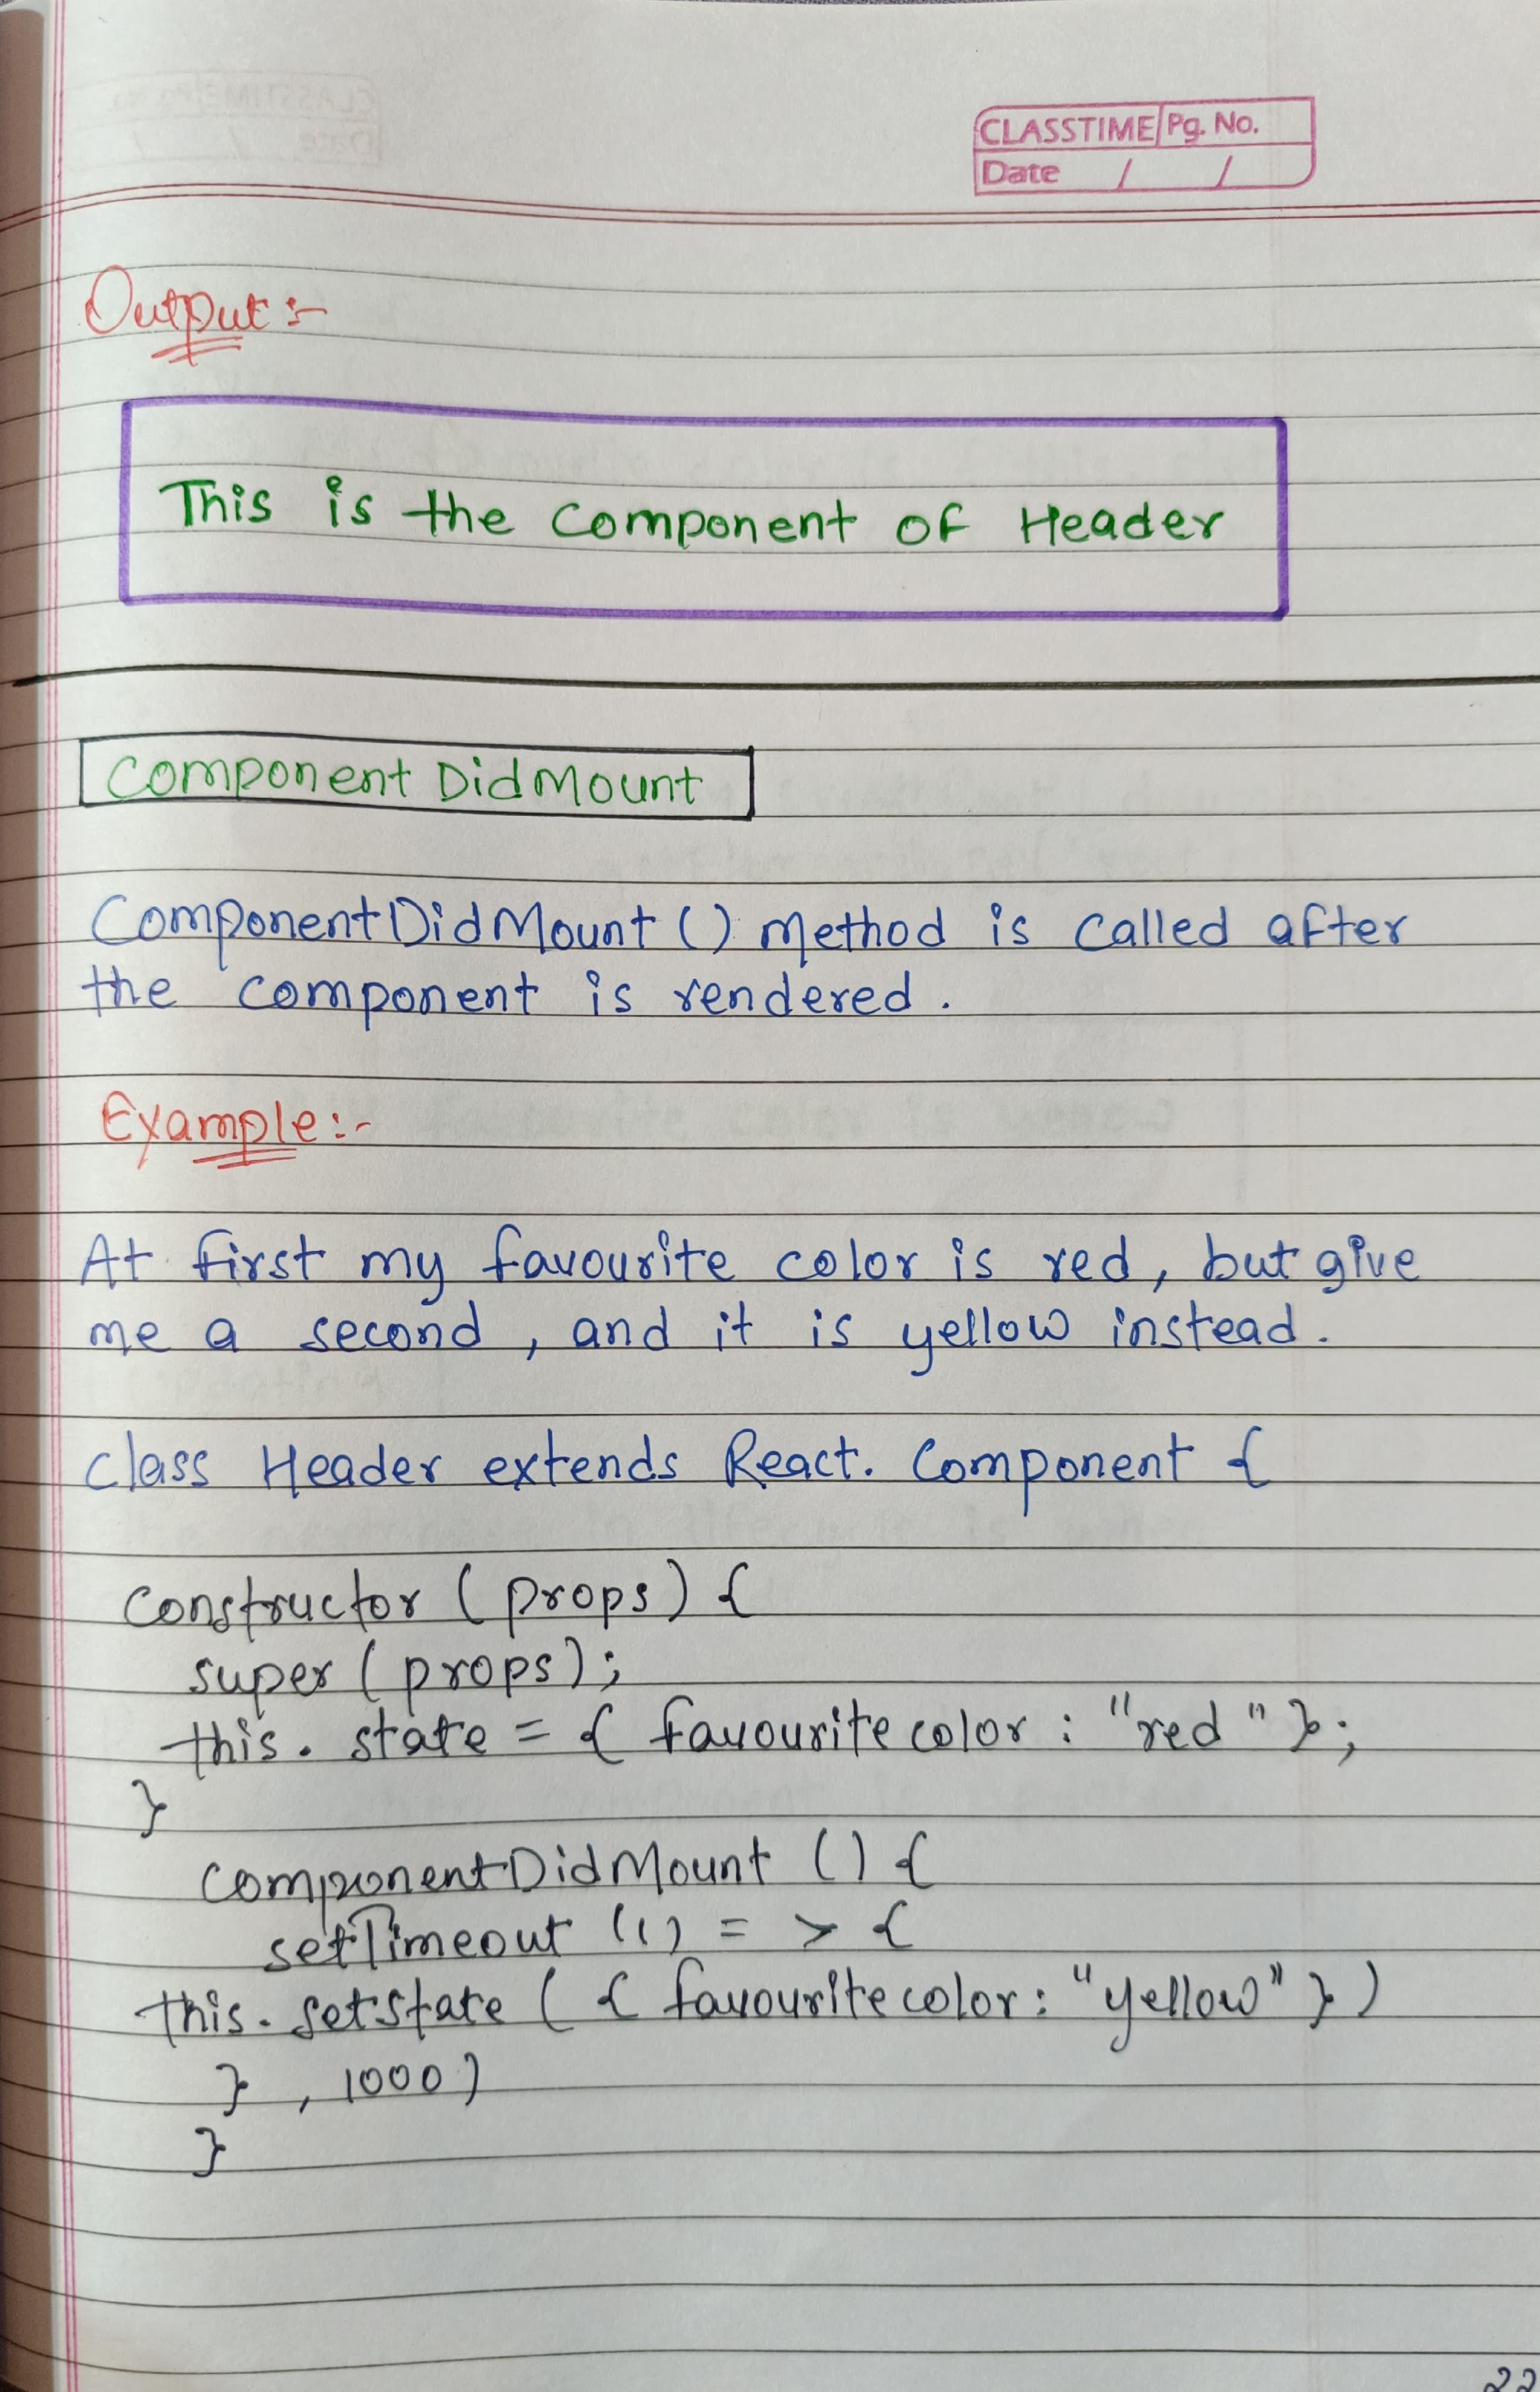 CLASSTIME Pg. No.
Date / /
Output :-
This is the component of Header
Component DidMount
ComponentDidMount () method is called after
the component is rendered.
Example:-
At first my favourite color is red, but give
me a second, and it is yellow instead.
class Header extends React. Component {
constructor (props) {
super (props);
this. state = { favourite color : "red" };
}
componentDidMount () {
setTimeout (() = > {
this. setState ( { favourite color : "yellow" } )
} , 1000)
}
22